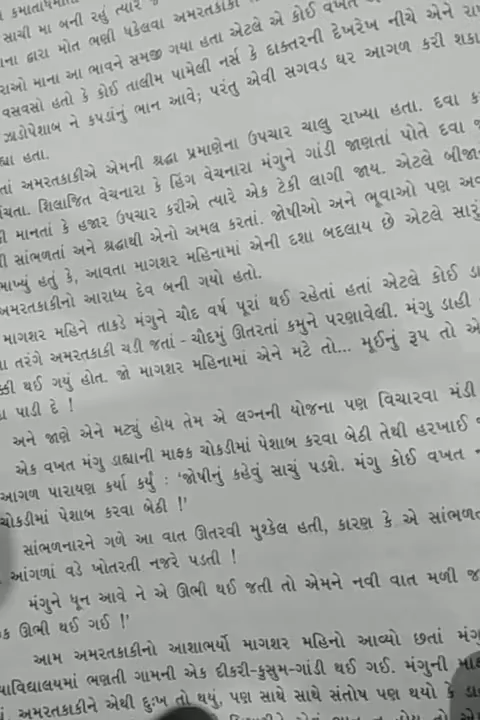 સાચી મા બની રહ્યું ત્યારે
ના દ્વારા મોત ભણી ધકેલવા અમરતકાકી
રાઓ માના આ ભાવને સમજી ગયા હતા એટલે એ કોઈ વખત
વસવસો હતો કે કોઈ તાલીમ પામેલી નર્સ કે દાક્તરની દેખરેખ નીચે એને રા
ઝાડોપેશાબ ને કપડાંનું ભાન આવે; પરંતુ એવી સગવડ ઘર આગળ કરી શકા
હ્યા હતા.
તાં અમરતકાકીએ એમની શ્રદ્ધા પ્રમાણેના ઉપચાર ચાલુ રાખ્યા હતા. દવા ક
ચતા. શિલાજિત વેચનારા કે હિંગ વેચનારા મંગુને ગાંડી જાણતાં પોતે દવા જ
કી માનતાં કે હજાર ઉપચાર કરીએ ત્યારે એક ટેકી લાગી જાય. એટલે બીજાન
ળી સાંભળતાં અને શ્રદ્ધાથી એનો અમલ કરતાં. જોષીઓ અને ભૂવાઓ પણ અવ
ભાખ્યું હતું કે, આવતા માગશર મહિનામાં એની દશા બદલાય છે એટલે સારું
અમરતકાકીનો આરાધ્ય દેવ બની ગયો હતો.
માગશર મહિને તાકડે મંગુને ચૌદ વર્ષ પૂરાં થઈ રહેતાં હતાં એટલે કોઈ ડા
ના તરંગે અમરતકાકી ચડી જતાં – ચૌદમું ઊતરતાં કમુને પરણાવેલી. મંગુ ડાહી
ક્કી થઈ ગયું હોત. જો માગશર મહિનામાં એને મટે તો... મૂઈનું રૂપ તો એ
ા પાડી દે !
અને જાણે એને મટ્યું હોય તેમ એ લગ્નની યોજના પણ વિચારવા મંડી
એક વખત મંગુ ડાહ્યાની માફક ચોકડીમાં પેશાબ કરવા બેઠી તેથી હરખાઈ જ
આગળ પારાયણ કર્યા કર્યું : 'જોષીનું કહેવું સાચું પડશે. મંગુ કોઈ વખત ન
ચોકડીમાં પેશાબ કરવા બેઠી !'
સાંભળનારને ગળે આ વાત ઊતરવી મુશ્કેલ હતી, કારણ કે એ સાંભળત
આંગળાં વડે ખોતરતી નજરે પડતી !
મંગુને ધૂન આવે ને એ ઊભી થઈ જતી તો એમને નવી વાત મળી જ
ક ઊભી થઈ ગઈ !'
આમ અમરતકાકીનો આશાભર્યો માગશર મહિનો આવ્યો છતાં મંગ
યાવિદ્યાલયમાં ભણતી ગામની એક દીકરી-કુસુમ-ગાંડી થઈ ગઈ. મંગુની મા
અમરતકાકીને એથી દુઃખ તો થયું, પણ સાથે સાથે સંતોષ પણ થયો કે ડા